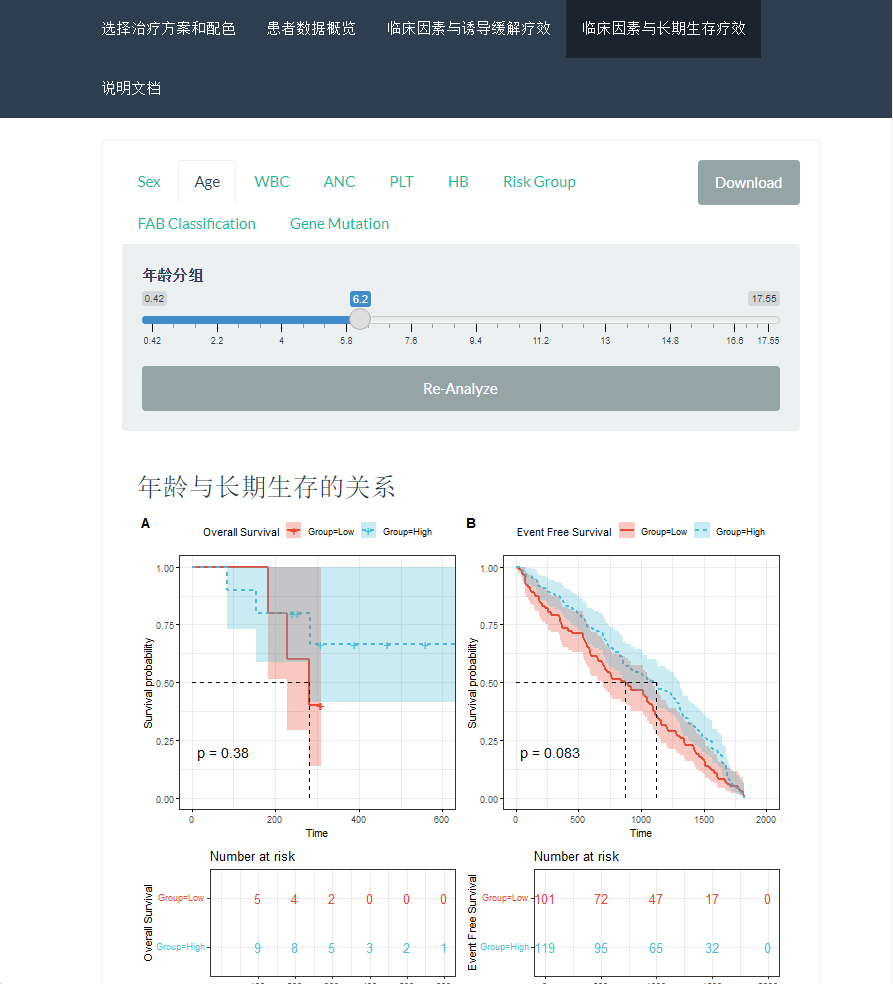 选择治疗方案和配色 患者数据概览 临床因素与诱导缓解疗效 临床因素与长期生存疗效
说明文档
Sex Age WBC ANC PLT HB Risk Group Download
FAB Classification Gene Mutation
年龄分组
0.42 6.2 17.55
0.42 2.2 4 5.8 7.6 9.4 11.2 13 14.8 16.6 17.55
Re-Analyze
年龄与长期生存的关系
A Overall Survival Group=Low Group=High
1.00
0.75
0.50
0.25
0.00
Survival probability
p = 0.38
0 200 400 600
Time
B Event Free Survival Group=Low Group=High
1.00
0.75
0.50
0.25
0.00
Survival probability
p = 0.083
0 500 1000 1500 2000
Time
Number at risk
Overall Survival
Group=Low 5 4 2 0 0 0
Group=High 9 8 5 3 2 1
Number at risk
Event Free Survival
Group=Low 101 72 47 17 0
Group=High 119 95 65 32 0